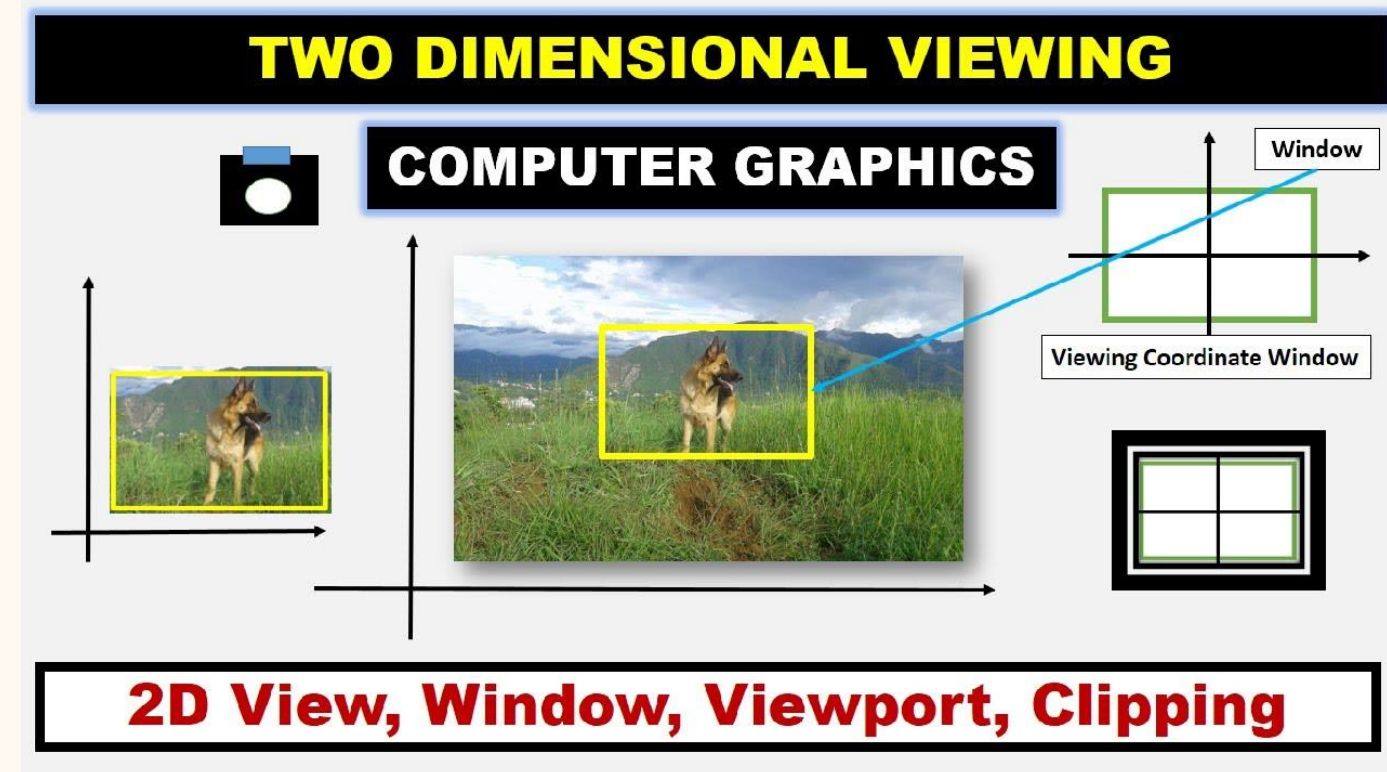 TWO DIMENSIONAL VIEWING
COMPUTER GRAPHICS
Window
Viewing Coordinate Window
2D View, Window, Viewport, Clipping